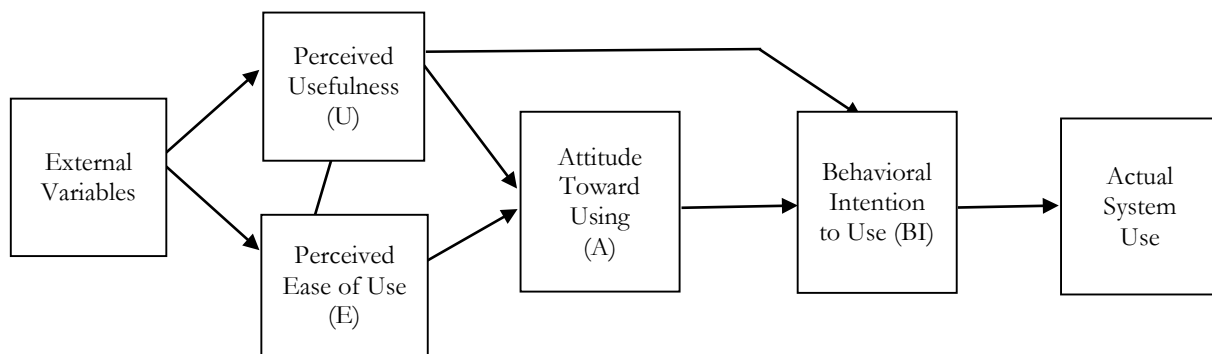 External
Variables
Perceived
Usefulness
(U)
Perceived
Ease of Use
(E)
Attitude
Toward
Using
(A)
Behavioral
Intention
to Use (BI)
Actual
System
Use